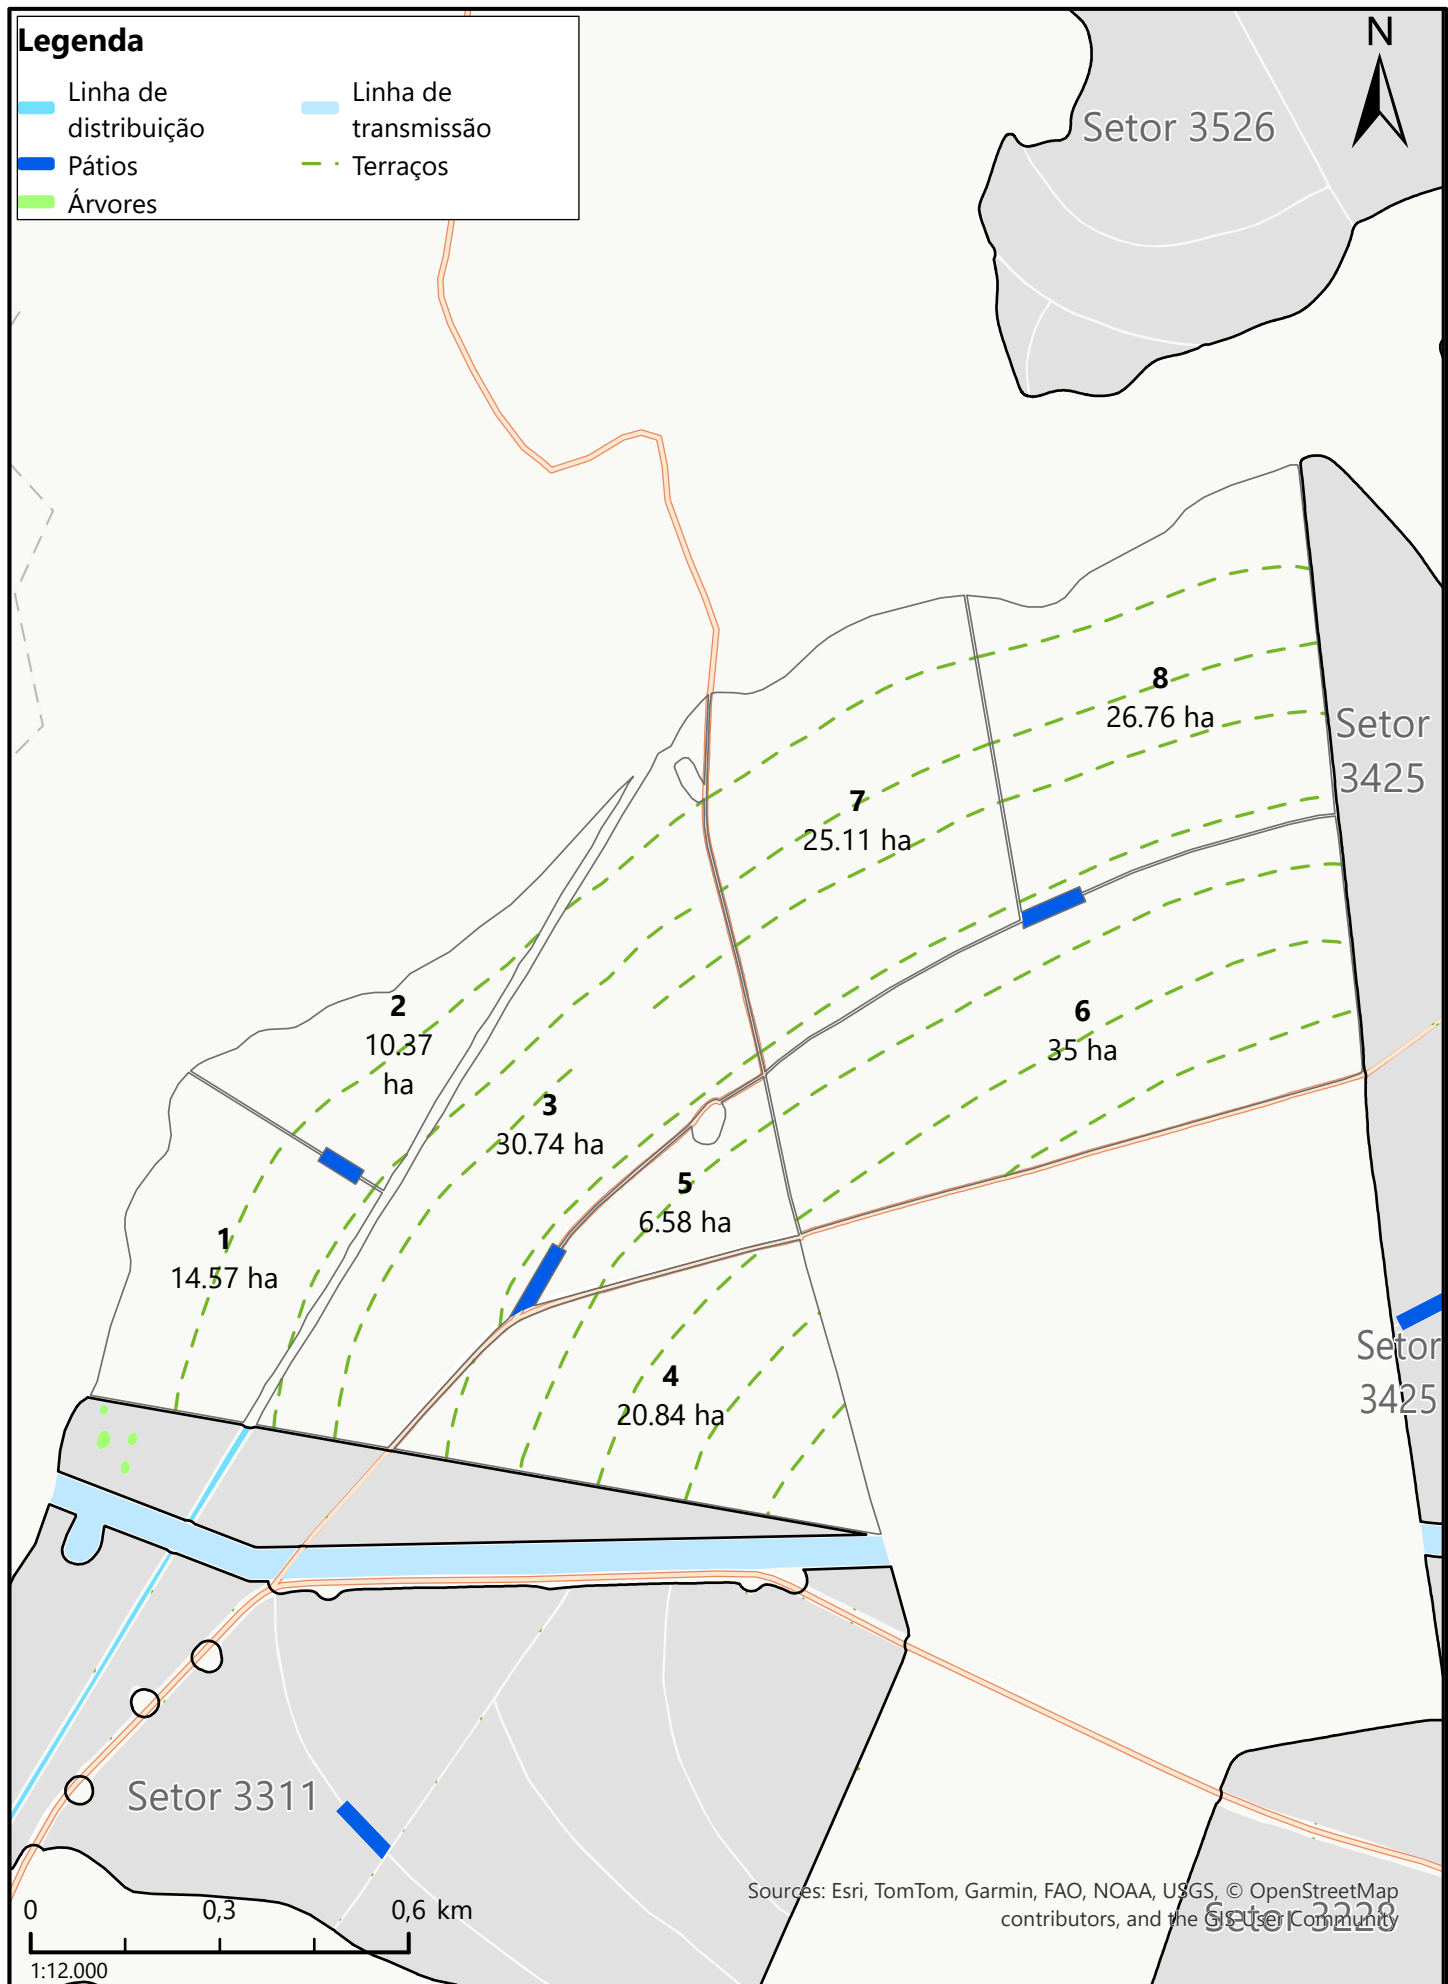 Legenda
Linha de
distribuição
Linha de
transmissão
Pátios
Terraços
Árvores
N
Setor 3526
8
26.76 ha
Setor
3425
7
25.11 ha
2
10.37
ha
6
35 ha
3
30.74 ha
5
6.58 ha
1
14.57 ha
Setor
3425
4
20.84 ha
Setor 3311
Sources: Esri, TomTom, Garmin, FAO, NOAA, USGS, © OpenStreetMap
contributors, and the GIS User Community
Setor 3228
0 0,3 0,6 km
1:12.000